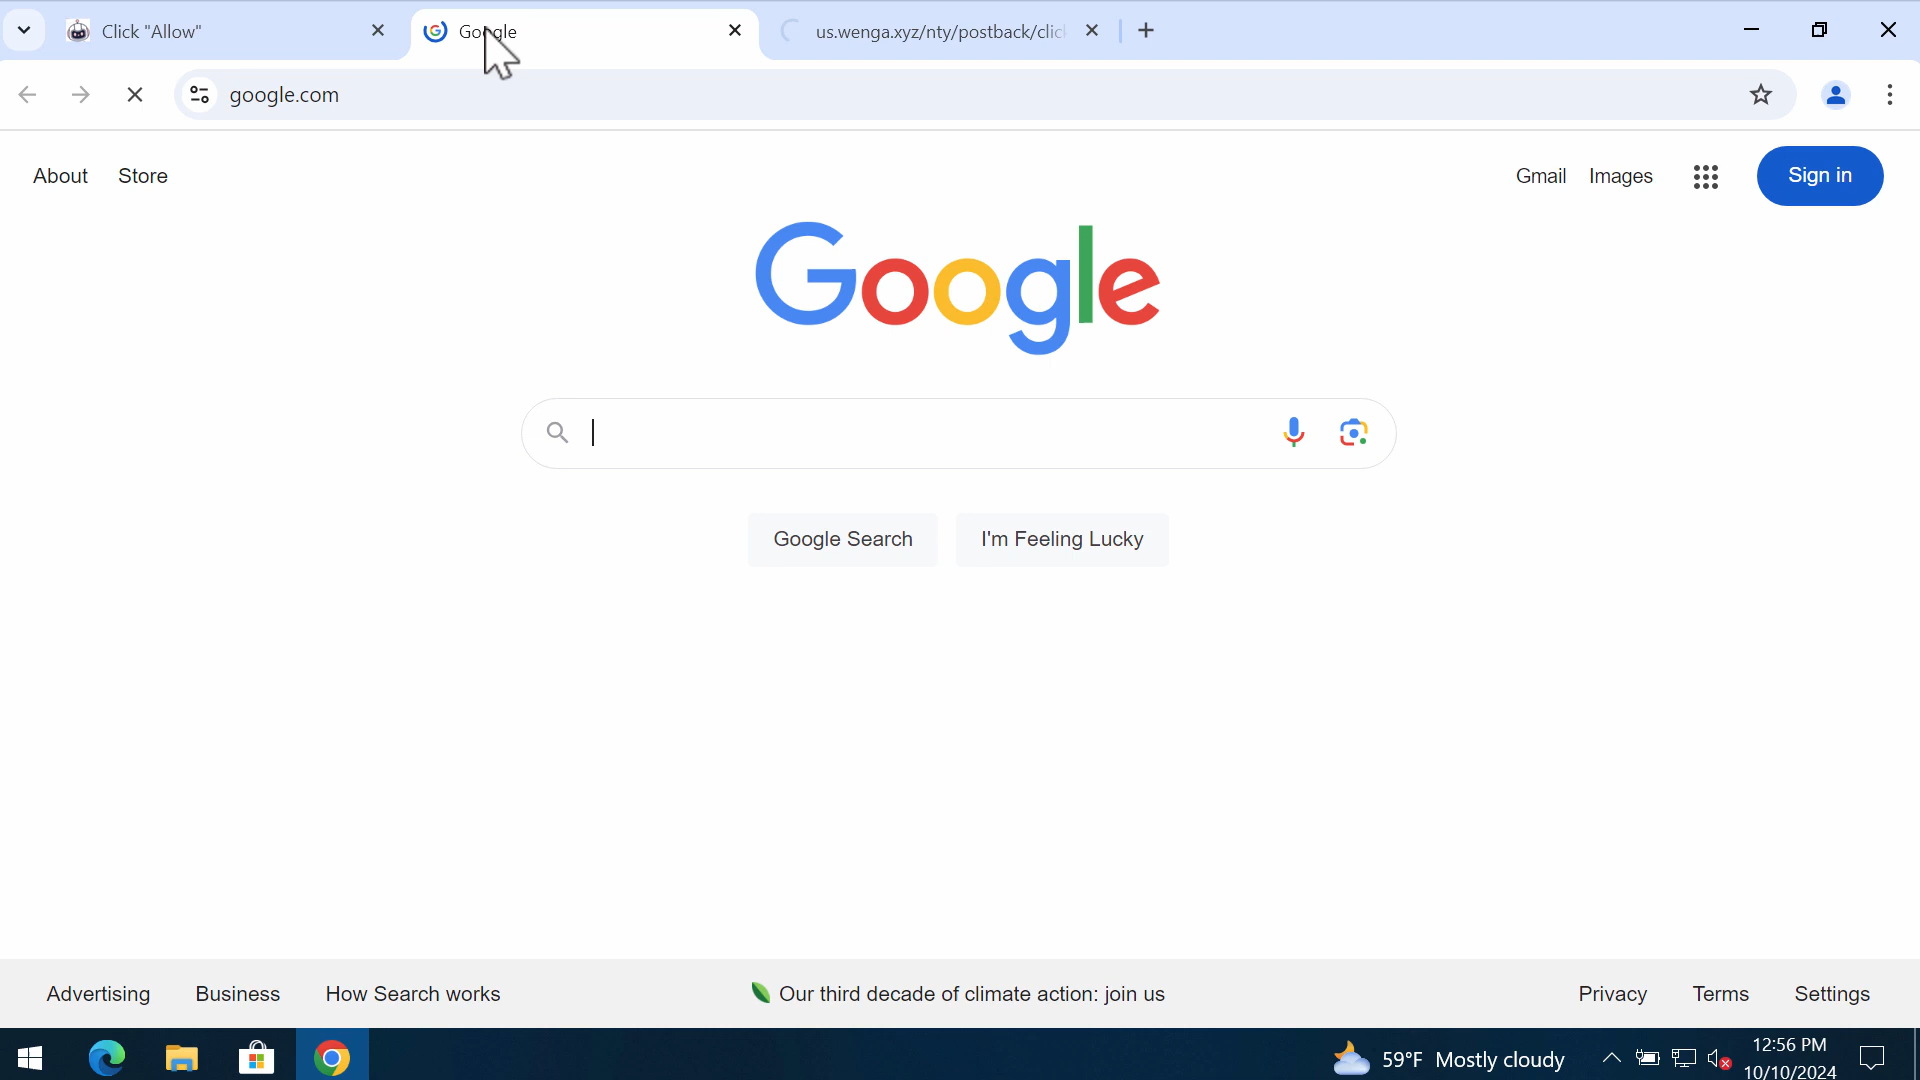 Click "Allow"
Google
us.wenga.xyz/nty/postback/clic
google.com
About
Store
Gmail
Images
Sign in
Google
Google Search
I'm Feeling Lucky
Advertising
Business
How Search works
Our third decade of climate action: join us
Privacy
Terms
Settings
59°F Mostly cloudy
12:56 PM
10/10/2024